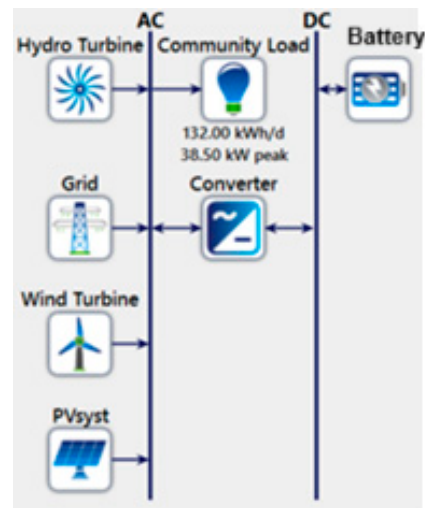 AC
DC
Hydro Turbine
Community Load
Battery
132.00 kWh/d
38.50 kW peak
Grid
Converter
Wind Turbine
PVsyst